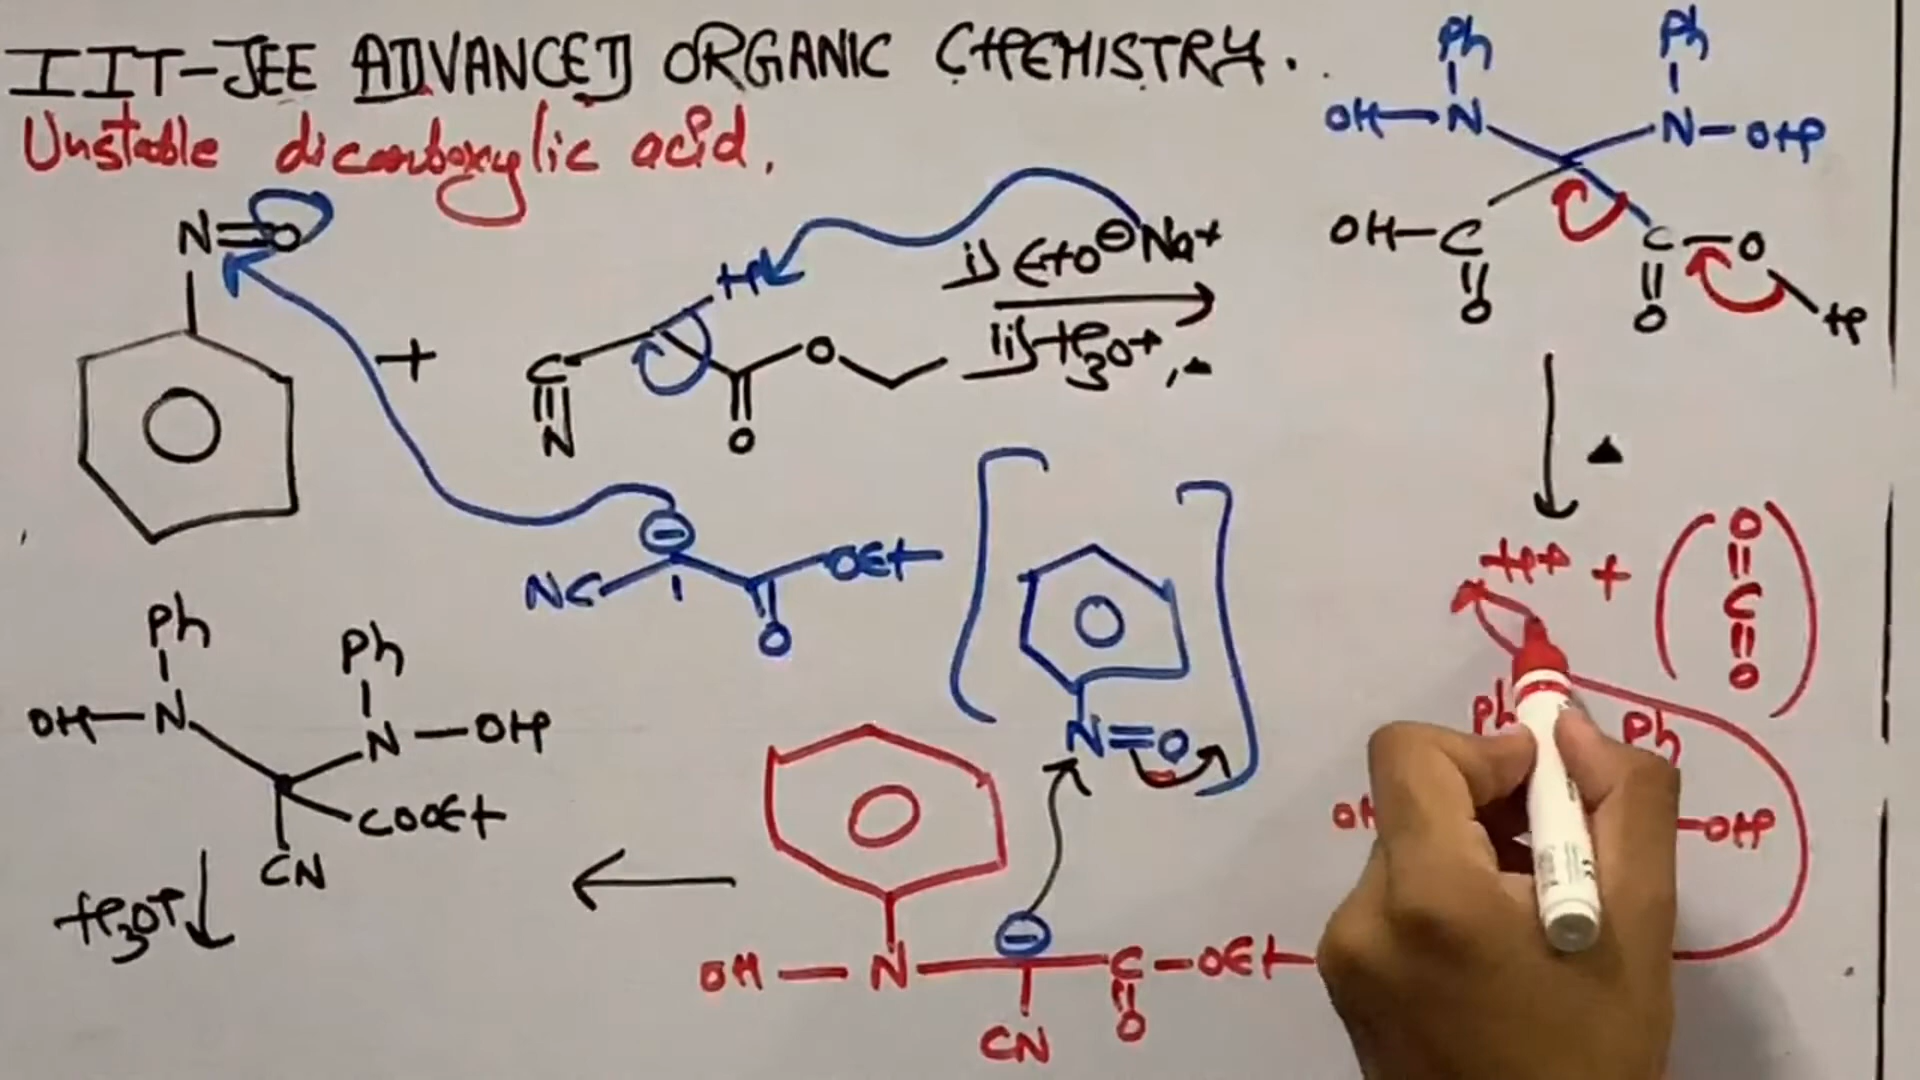 IIT-JEE ADVANCED ORGANIC CHEMISTRY.
Unstable dicarboxylic acid.
Ph Ph
OH-N N-OH
OH-C C-O
O O H
N=O
H
i) EtO⊖Na+
ii) H3O+, ▲
+
C O
N O
▲
⊖
NC OEt
O
H+ + (O=C=O)
Ph
Ph
OH-N N-OH
COOEt
CN
H3O+
N=O
Ph Ph
OH -OH
⊖
OH-N C-OEt
CN O